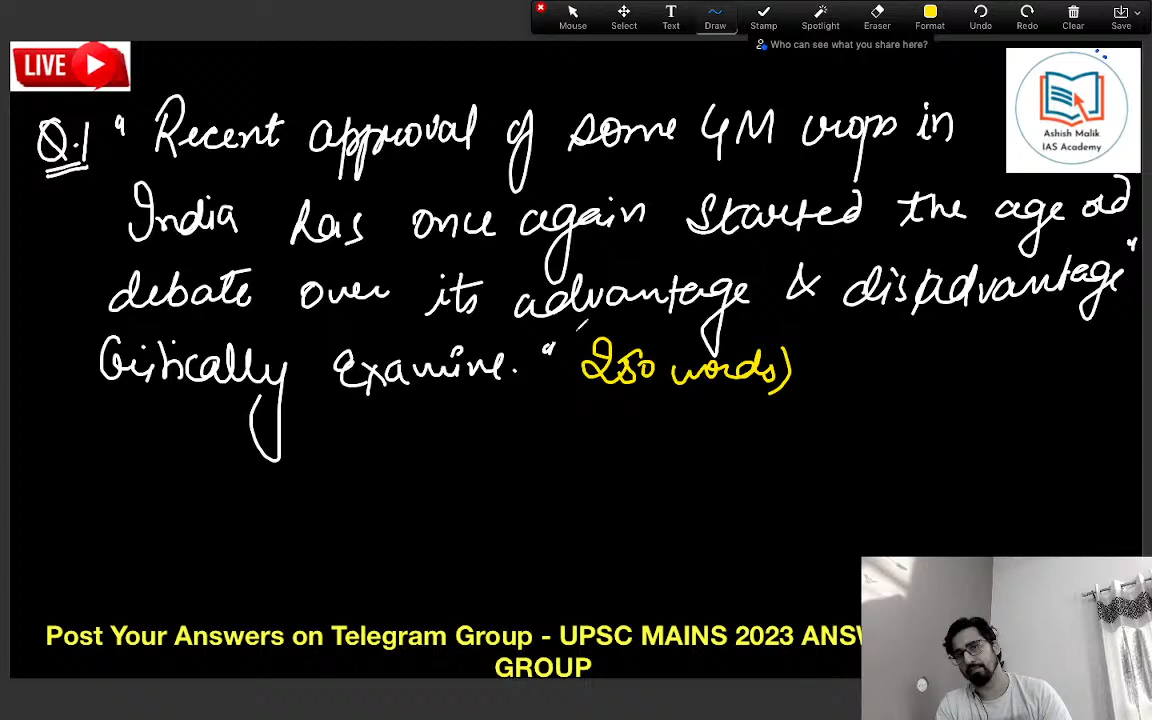 Mouse Select Text Draw Stamp Spotlight Eraser Format Undo Redo Clear Save
Who can see what you share here?
LIVE
Ashish Malik
IAS Academy
Q.1 " Recent approval of some GM crops in
India has once again started the age old
debate over its advantage & disadvantage"
Critically Examine." 250 words)
Post Your Answers on Telegram Group - UPSC MAINS 2023 ANSW
GROUP